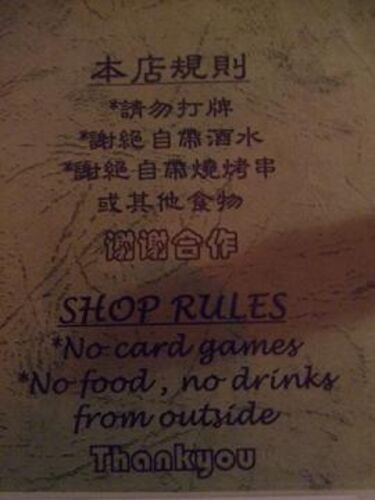 本店規則
*請勿打牌
*謝絕自帶酒水
*謝絕自帶燒烤串
或其他食物
谢谢合作
SHOP RULES
*No card games
*No food , no drinks
from outside
Thankyou